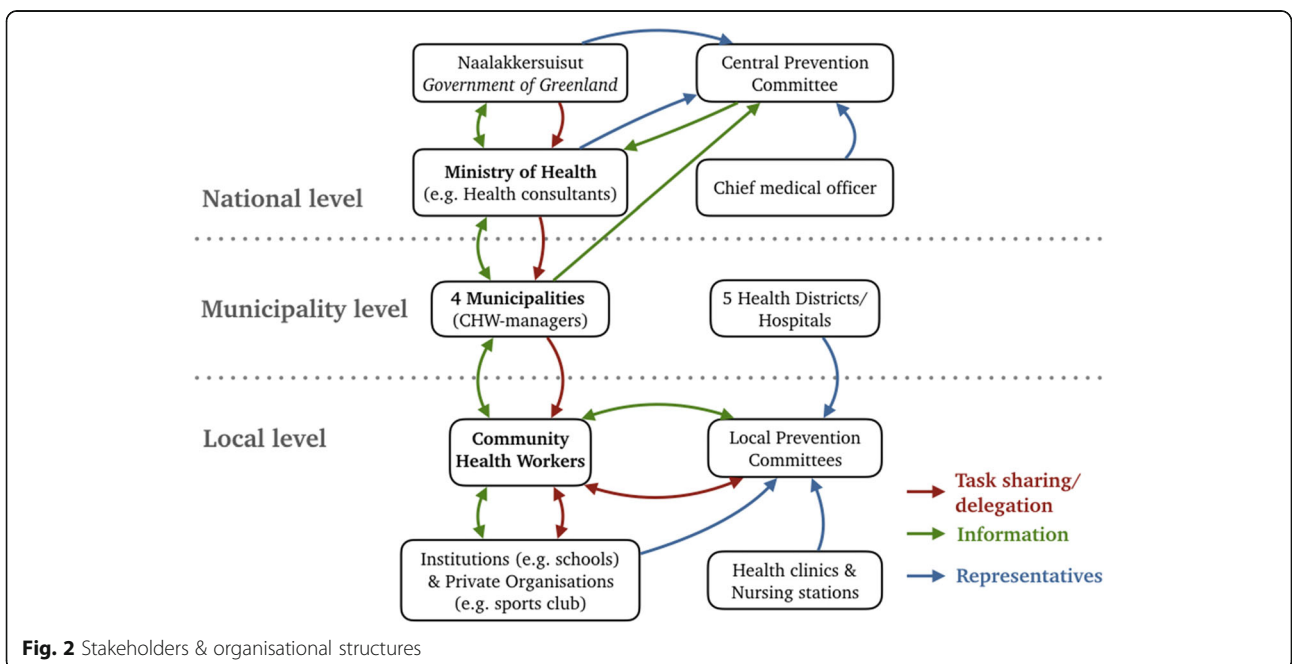 Naalakkersuisut
Government of Greenland
Central Prevention
Committee
Ministry of Health
(e.g. Health consultants)
Chief medical officer
National level
4 Municipalities
(CHW-managers)
5 Health Districts/
Hospitals
Municipality level
Community
Health Workers
Local Prevention
Committees
Local level
Institutions (e.g. schools)
& Private Organisations
(e.g. sports club)
Health clinics &
Nursing stations
Task sharing/
delegation
Information
Representatives
Fig. 2 Stakeholders & organisational structures